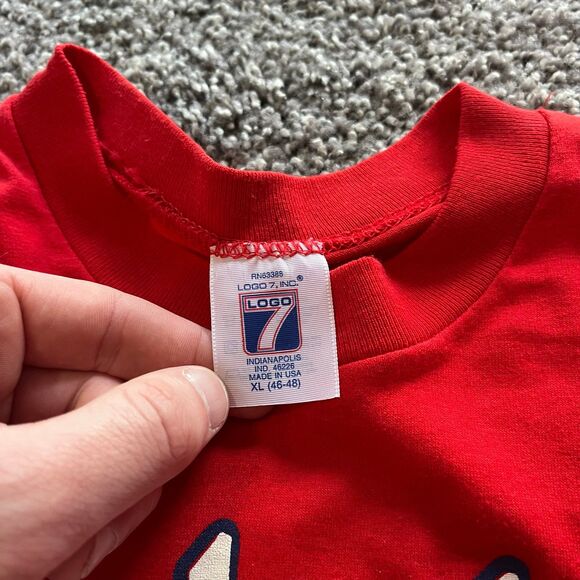 RN53385
LOGO 7, INC.®
LOGO
7
INDIANAPOLIS
IND. 46226
MADE IN USA
XL (46-48)